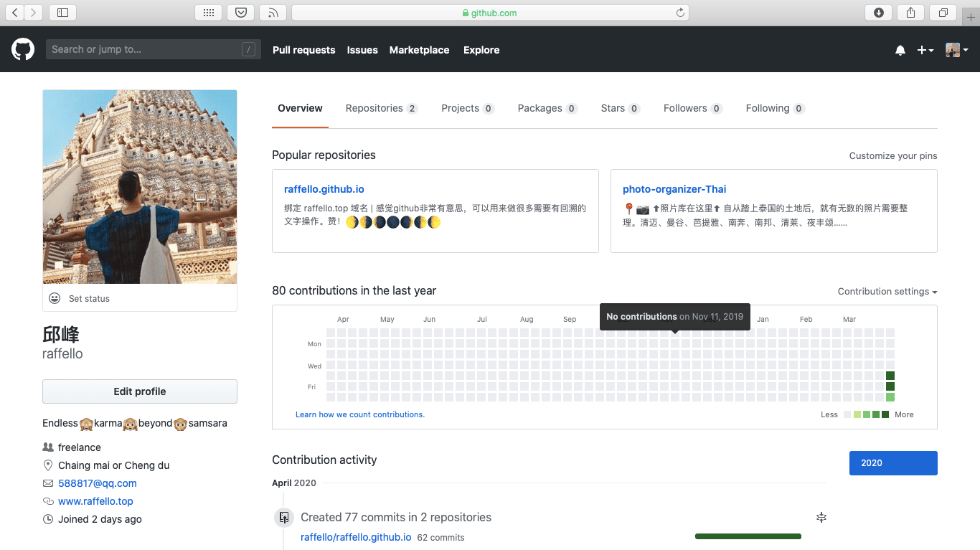 github.com
Search or jump to...
/
Pull requests Issues Marketplace Explore
Overview Repositories 2 Projects 0 Packages 0 Stars 0 Followers 0 Following 0
Popular repositories
Customize your pins
raffello.github.io
绑定 raffello.top 域名 | 感觉github非常有意思，可以用来做很多需要有回溯的
文字操作。赞！🌖🌗🌘🌑🌒🌓🌔
photo-organizer-Thai
📍📷⬆照片库在这里⬆ 自从踏上泰国的土地后，就有无数的照片需要整
理。清迈、曼谷、芭提雅、南奔、南邦、清莱、夜丰颂......
Set status
邱峰
raffello
Edit profile
Endless🙈karma🙉beyond🙊samsara
freelance
Chaing mai or Cheng du
588817@qq.com
www.raffello.top
Joined 2 days ago
80 contributions in the last year
Contribution settings
No contributions on Nov 11, 2019
Apr May Jun Jul Aug Sep Jan Feb Mar
Mon
Wed
Fri
Learn how we count contributions.
Less More
Contribution activity
2020
April 2020
Created 77 commits in 2 repositories
raffello/raffello.github.io 62 commits